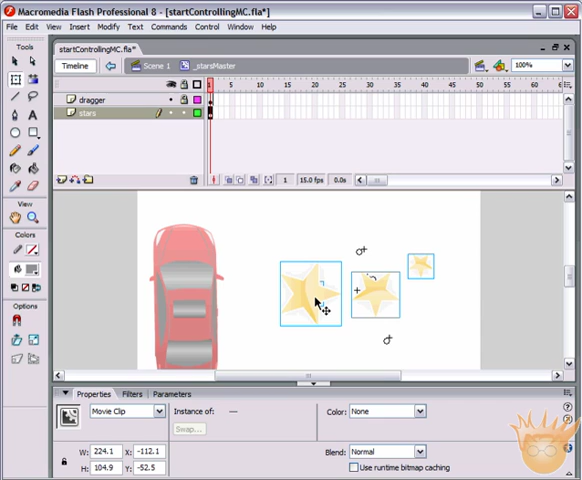 Macromedia Flash Professional 8 - [startControllingMC.fla*]
File Edit View Insert Modify Text Commands Control Window Help
Tools
View
Colors
Options
startControllingMC.fla*
Timeline Scene 1 _starsMaster 100%
1 5 10 15 20 25 30 35 40 45 50 55 60 65
dragger
stars
1 15.0 fps 0.0s
Properties Filters Parameters
Movie Clip Instance of: — Color: None
Swap...
W: 224.1 X: -112.1 Blend: Normal
H: 104.9 Y: -52.5 Use runtime bitmap caching